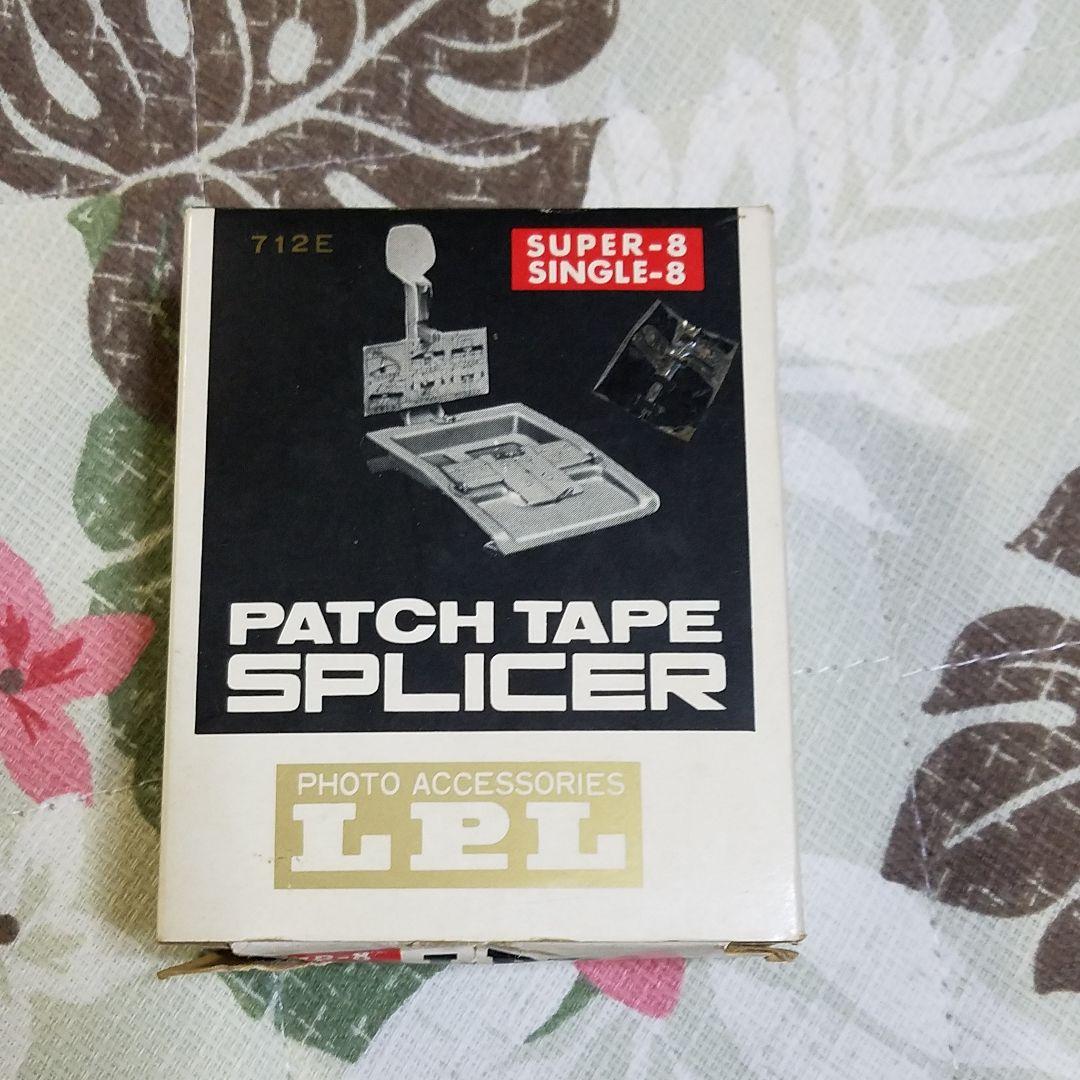 712E
SUPER-8
SINGLE-8
PATCH TAPE
SPLICER
PHOTO ACCESSORIES
LPL